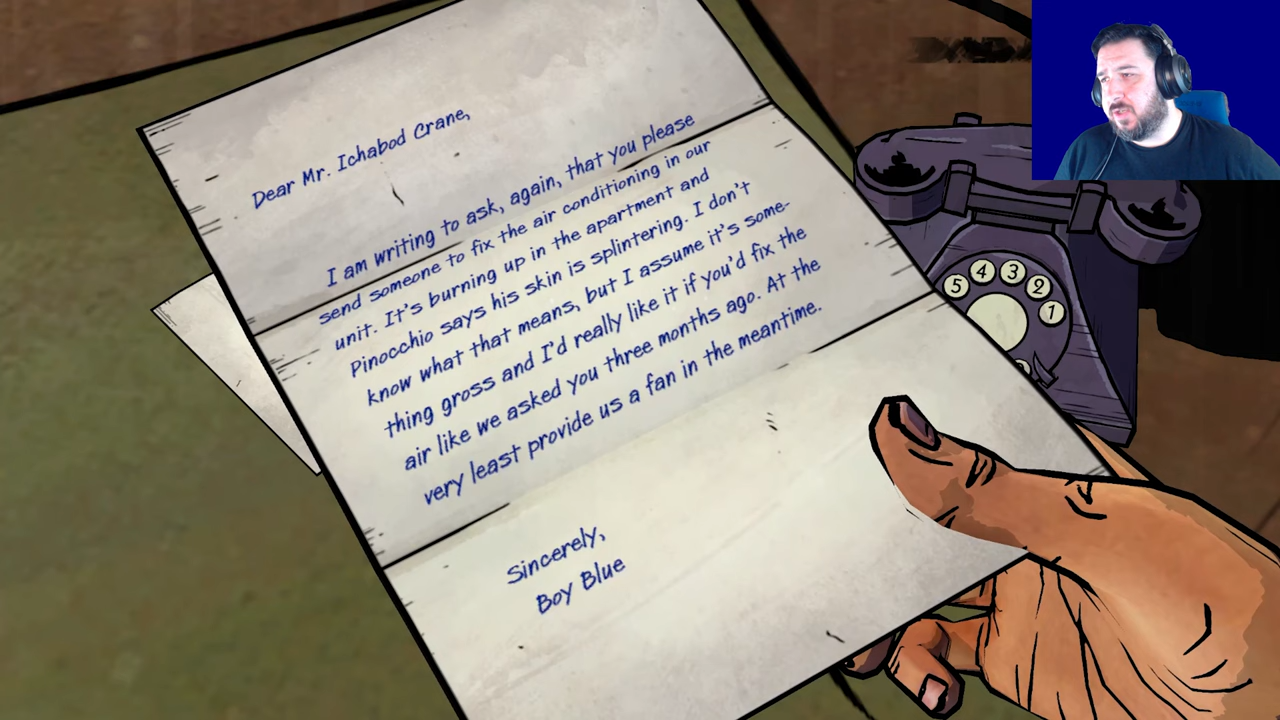 Dear Mr. Ichabod Crane,
I am writing to ask, again, that you please
send someone to fix the air conditioning in our
unit. It's burning up in the apartment and
Pinocchio says his skin is splintering. I don't
know what that means, but I assume it's some-
thing gross and I'd really like it if you'd fix the
air like we asked you three months ago. At the
very least provide us a fan in the meantime.
Sincerely,
Boy Blue
5 4 3 2 1